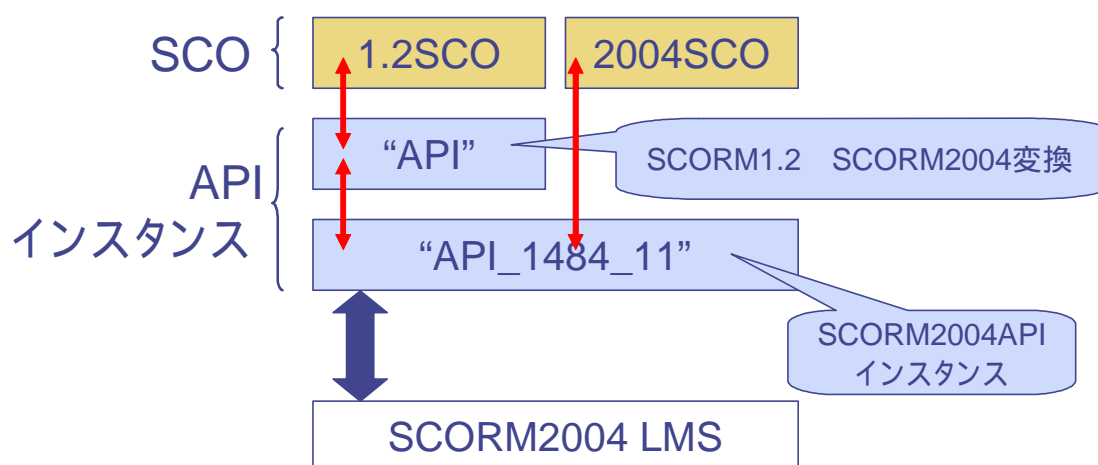 SCO
1.2SCO
2004SCO
“API”
SCORM1.2 SCORM2004変換
API
インスタンス
“API_1484_11”
SCORM2004API
インスタンス
SCORM2004 LMS